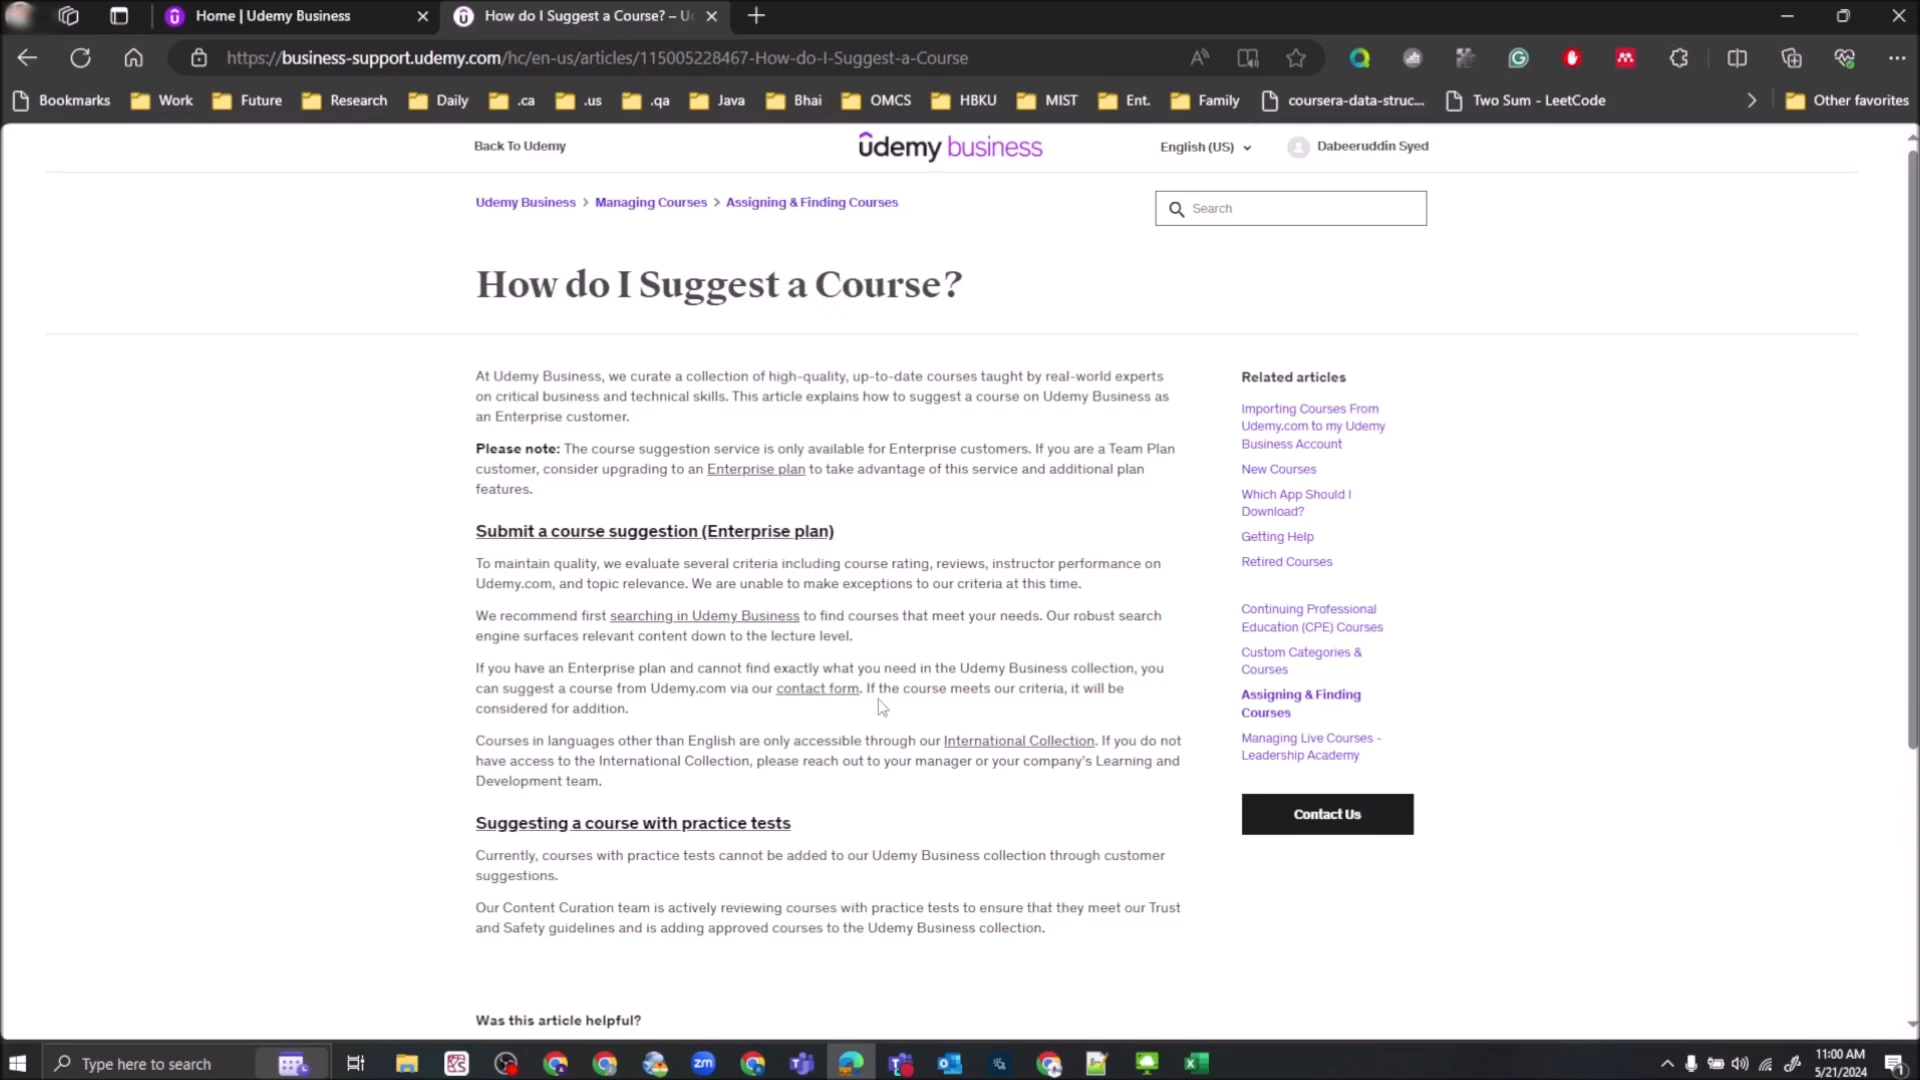 Home | Udemy Business
How do I Suggest a Course? – Ud
https://business-support.udemy.com/hc/en-us/articles/115005228467-How-do-I-Suggest-a-Course
Bookmarks Work Future Research Daily .ca .us .qa Java Bhai OMCS HBKU MIST Ent. Family coursera-data-struc... Two Sum - LeetCode Other favorites
Back To Udemy
ûdemy business
English (US)
Dabeeruddin Syed
Udemy Business > Managing Courses > Assigning & Finding Courses
Search
How do I Suggest a Course?
At Udemy Business, we curate a collection of high-quality, up-to-date courses taught by real-world experts
on critical business and technical skills. This article explains how to suggest a course on Udemy Business as
an Enterprise customer.
Please note: The course suggestion service is only available for Enterprise customers. If you are a Team Plan
customer, consider upgrading to an Enterprise plan to take advantage of this service and additional plan
features.
Submit a course suggestion (Enterprise plan)
To maintain quality, we evaluate several criteria including course rating, reviews, instructor performance on
Udemy.com, and topic relevance. We are unable to make exceptions to our criteria at this time.
We recommend first searching in Udemy Business to find courses that meet your needs. Our robust search
engine surfaces relevant content down to the lecture level.
If you have an Enterprise plan and cannot find exactly what you need in the Udemy Business collection, you
can suggest a course from Udemy.com via our contact form. If the course meets our criteria, it will be
considered for addition.
Courses in languages other than English are only accessible through our International Collection. If you do not
have access to the International Collection, please reach out to your manager or your company's Learning and
Development team.
Suggesting a course with practice tests
Currently, courses with practice tests cannot be added to our Udemy Business collection through customer
suggestions.
Our Content Curation team is actively reviewing courses with practice tests to ensure that they meet our Trust
and Safety guidelines and is adding approved courses to the Udemy Business collection.
Was this article helpful?
Related articles
Importing Courses From
Udemy.com to my Udemy
Business Account
New Courses
Which App Should I
Download?
Getting Help
Retired Courses
Continuing Professional
Education (CPE) Courses
Custom Categories &
Courses
Assigning & Finding
Courses
Managing Live Courses -
Leadership Academy
Contact Us
Type here to search
zm
11:00 AM
5/21/2024